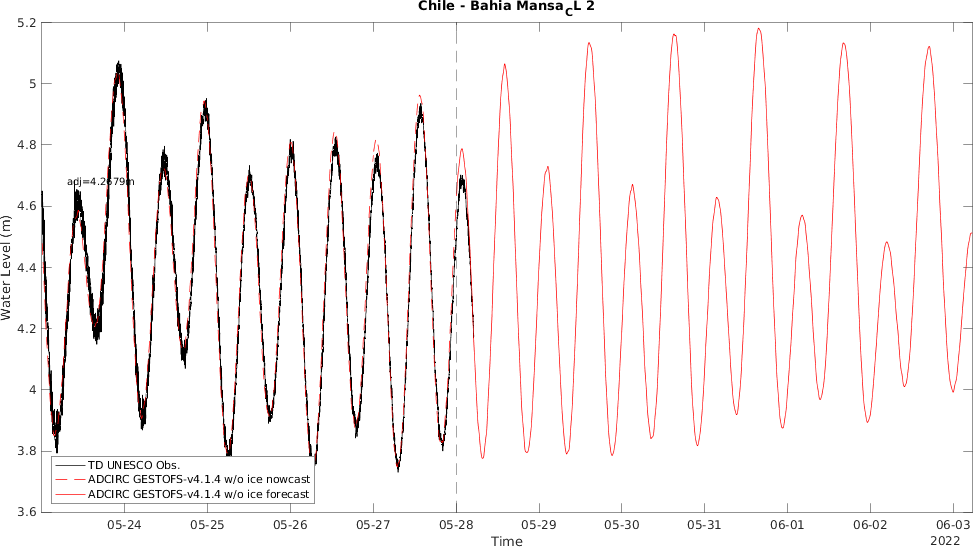 Chile - Bahia MansaCL 2
5.2
5
4.8
4.6
4.4
4.2
4
3.8
3.6
Water Level (m)
adj=4.2679m
TD UNESCO Obs.
ADCIRC GESTOFS-v4.1.4 w/o ice nowcast
ADCIRC GESTOFS-v4.1.4 w/o ice forecast
05-24 05-25 05-26 05-27 05-28 05-29 05-30 05-31 06-01 06-02 06-03
Time
2022